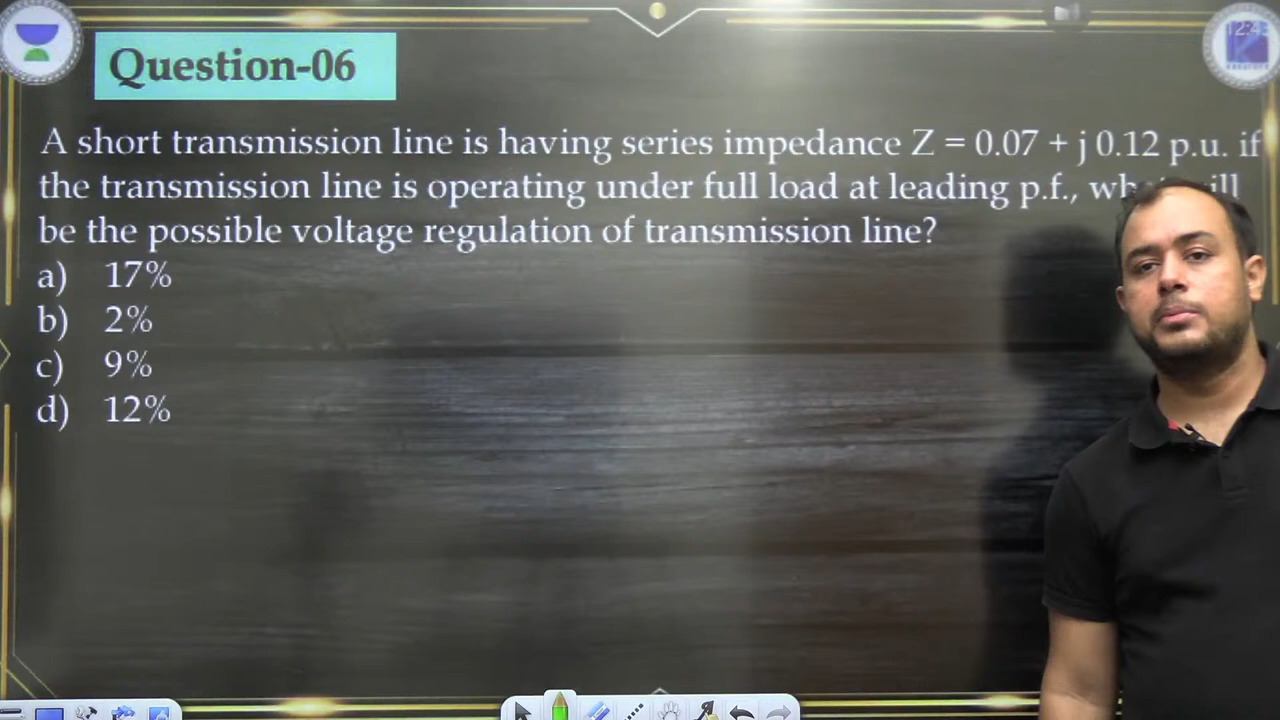 Question-06
A short transmission line is having series impedance Z = 0.07 + j 0.12 p.u. if
the transmission line is operating under full load at leading p.f.,
be the possible voltage regulation of transmission line?
a) 17%
b) 2%
c) 9%
d) 12%